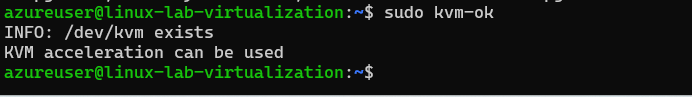 azureuser@linux-lab-virtualization:~$ sudo kvm-ok
INFO: /dev/kvm exists
KVM acceleration can be used
azureuser@linux-lab-virtualization:~$